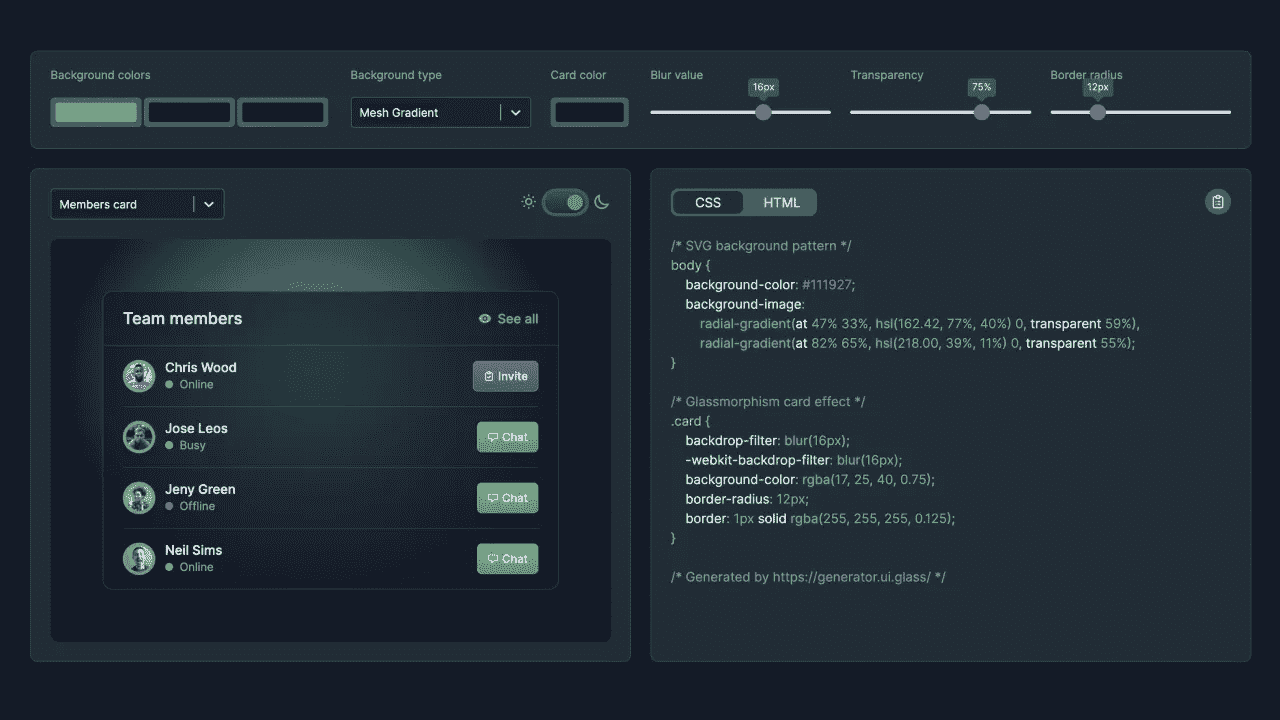 Background colors
Background type
Card color
Blur value
Transparency
Border radius
16px
75%
12px
Mesh Gradient
Members card
CSS
HTML
Team members
See all
Chris Wood
Online
Invite
Jose Leos
Busy
Chat
Jeny Green
Offline
Chat
Neil Sims
Online
Chat
/* SVG background pattern */
body {
background-color: #111927;
background-image:
radial-gradient(at 47% 33%, hsl(162.42, 77%, 40%) 0, transparent 59%),
radial-gradient(at 82% 65%, hsl(218.00, 39%, 11%) 0, transparent 55%);
}
/* Glassmorphism card effect */
.card {
backdrop-filter: blur(16px);
-webkit-backdrop-filter: blur(16px);
background-color: rgba(17, 25, 40, 0.75);
border-radius: 12px;
border: 1px solid rgba(255, 255, 255, 0.125);
}
/* Generated by https://generator.ui.glass/ */